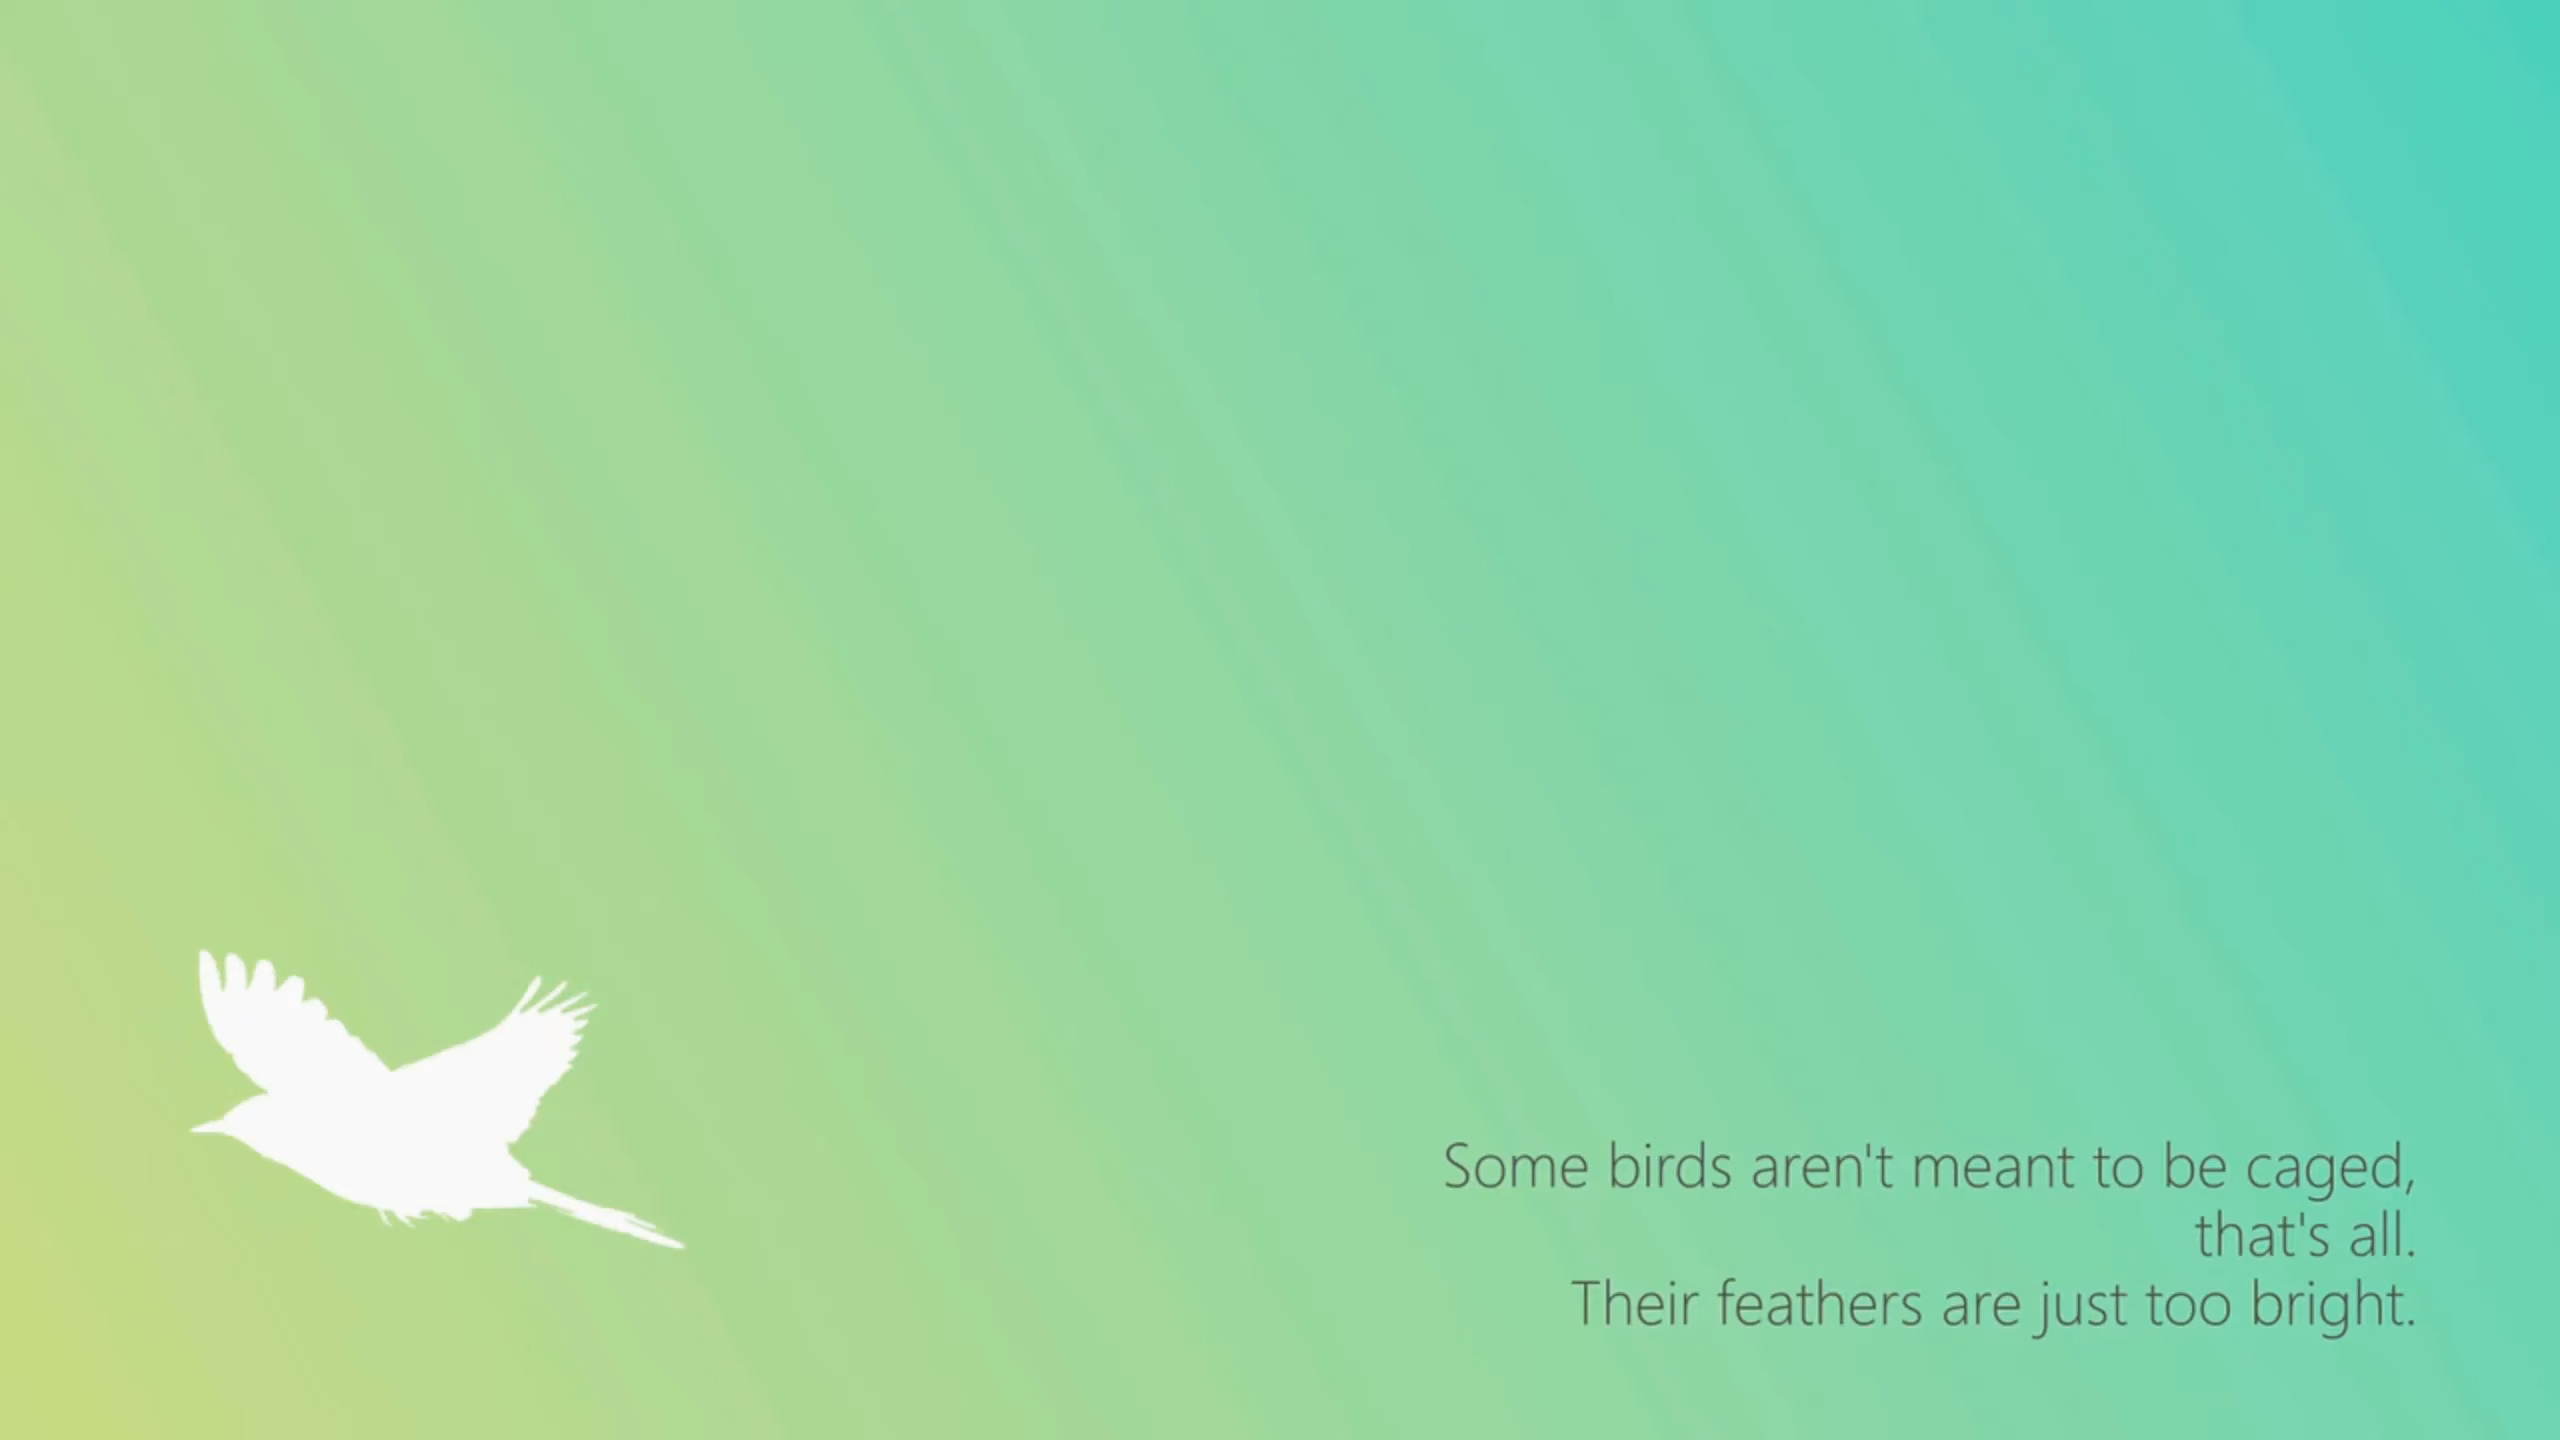 Some birds aren't meant to be caged,
that's all.
Their feathers are just too bright.